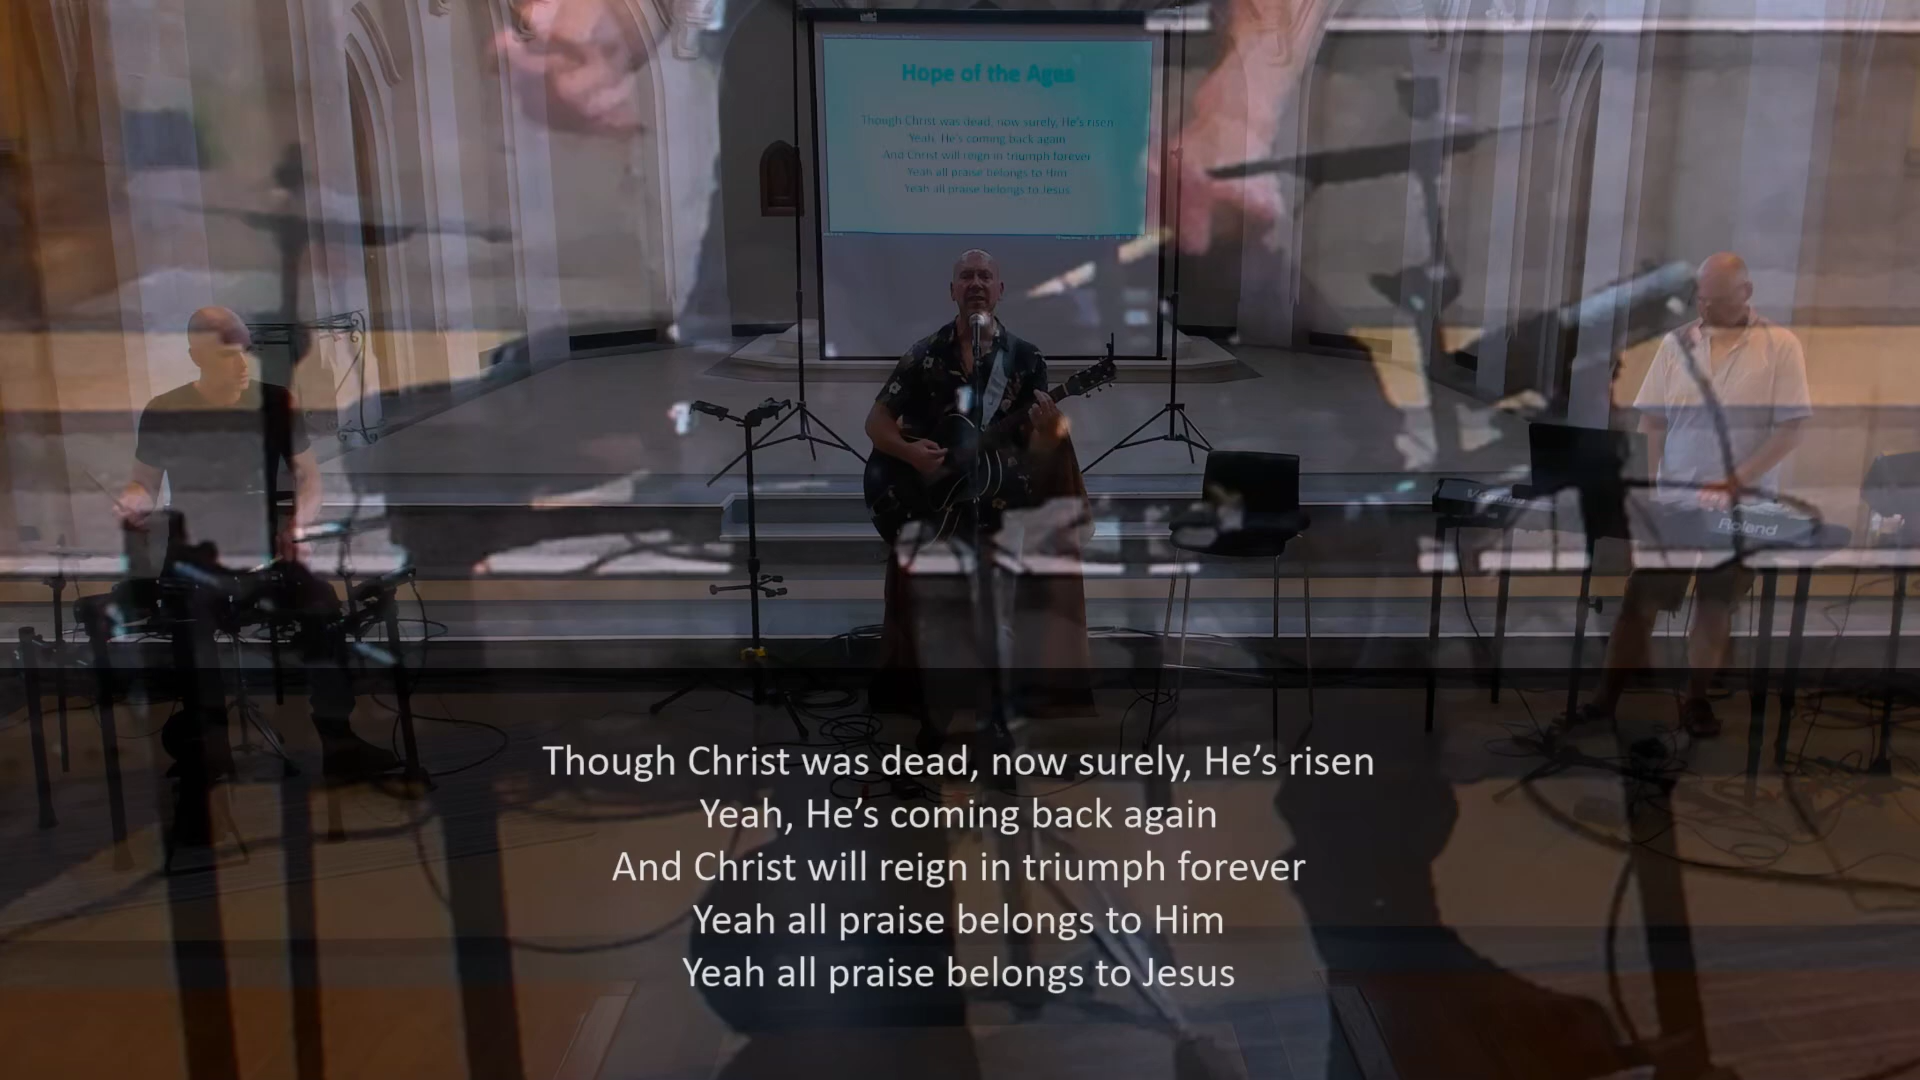 Hope of the Ages
Though Christ was dead, now surely, He's risen
Yeah, He's coming back again
And Christ will reign in triumph forever
Yeah all praise belongs to Him
Yeah all praise belongs to Jesus
Roland
Though Christ was dead, now surely, He’s risen
Yeah, He’s coming back again
And Christ will reign in triumph forever
Yeah all praise belongs to Him
Yeah all praise belongs to Jesus